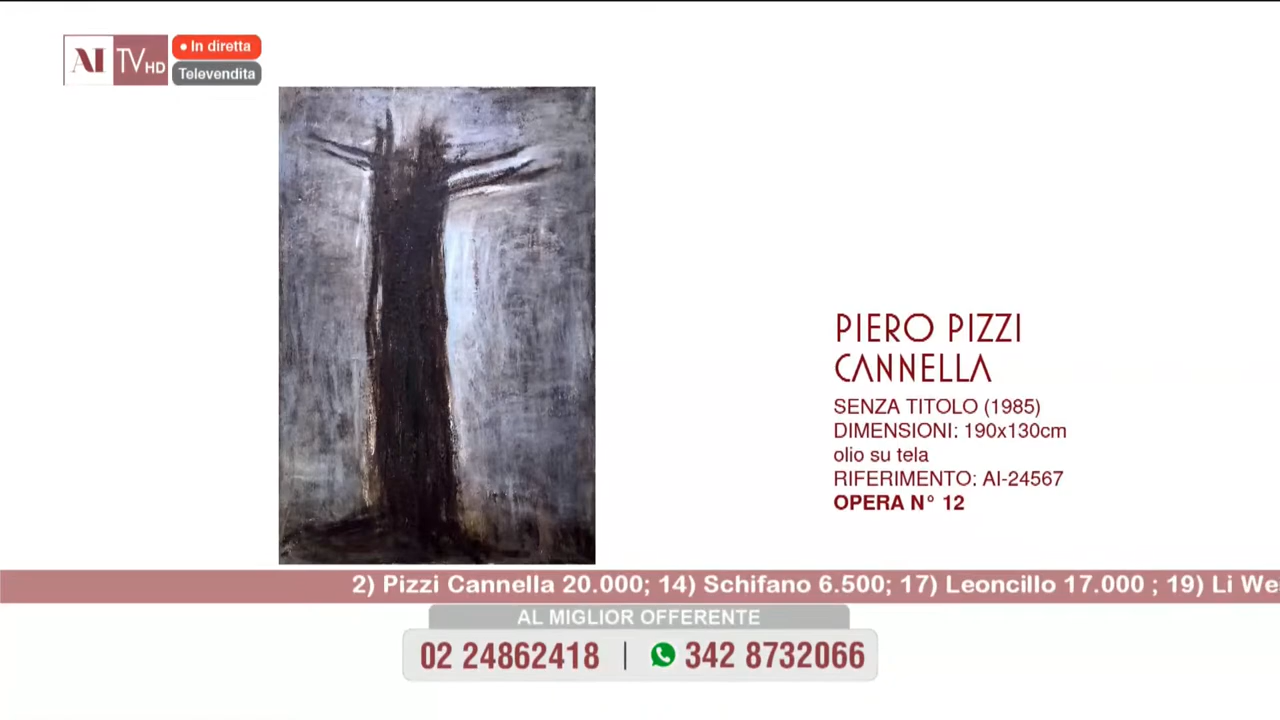 AI TV HD
• In diretta
Televendita
PIERO PIZZI
CANNELLA
SENZA TITOLO (1985)
DIMENSIONI: 190x130cm
olio su tela
RIFERIMENTO: AI-24567
OPERA N° 12
2) Pizzi Cannella 20.000; 14) Schifano 6.500; 17) Leoncillo 17.000 ; 19) Li We
AL MIGLIOR OFFERENTE
02 24862418 | 342 8732066